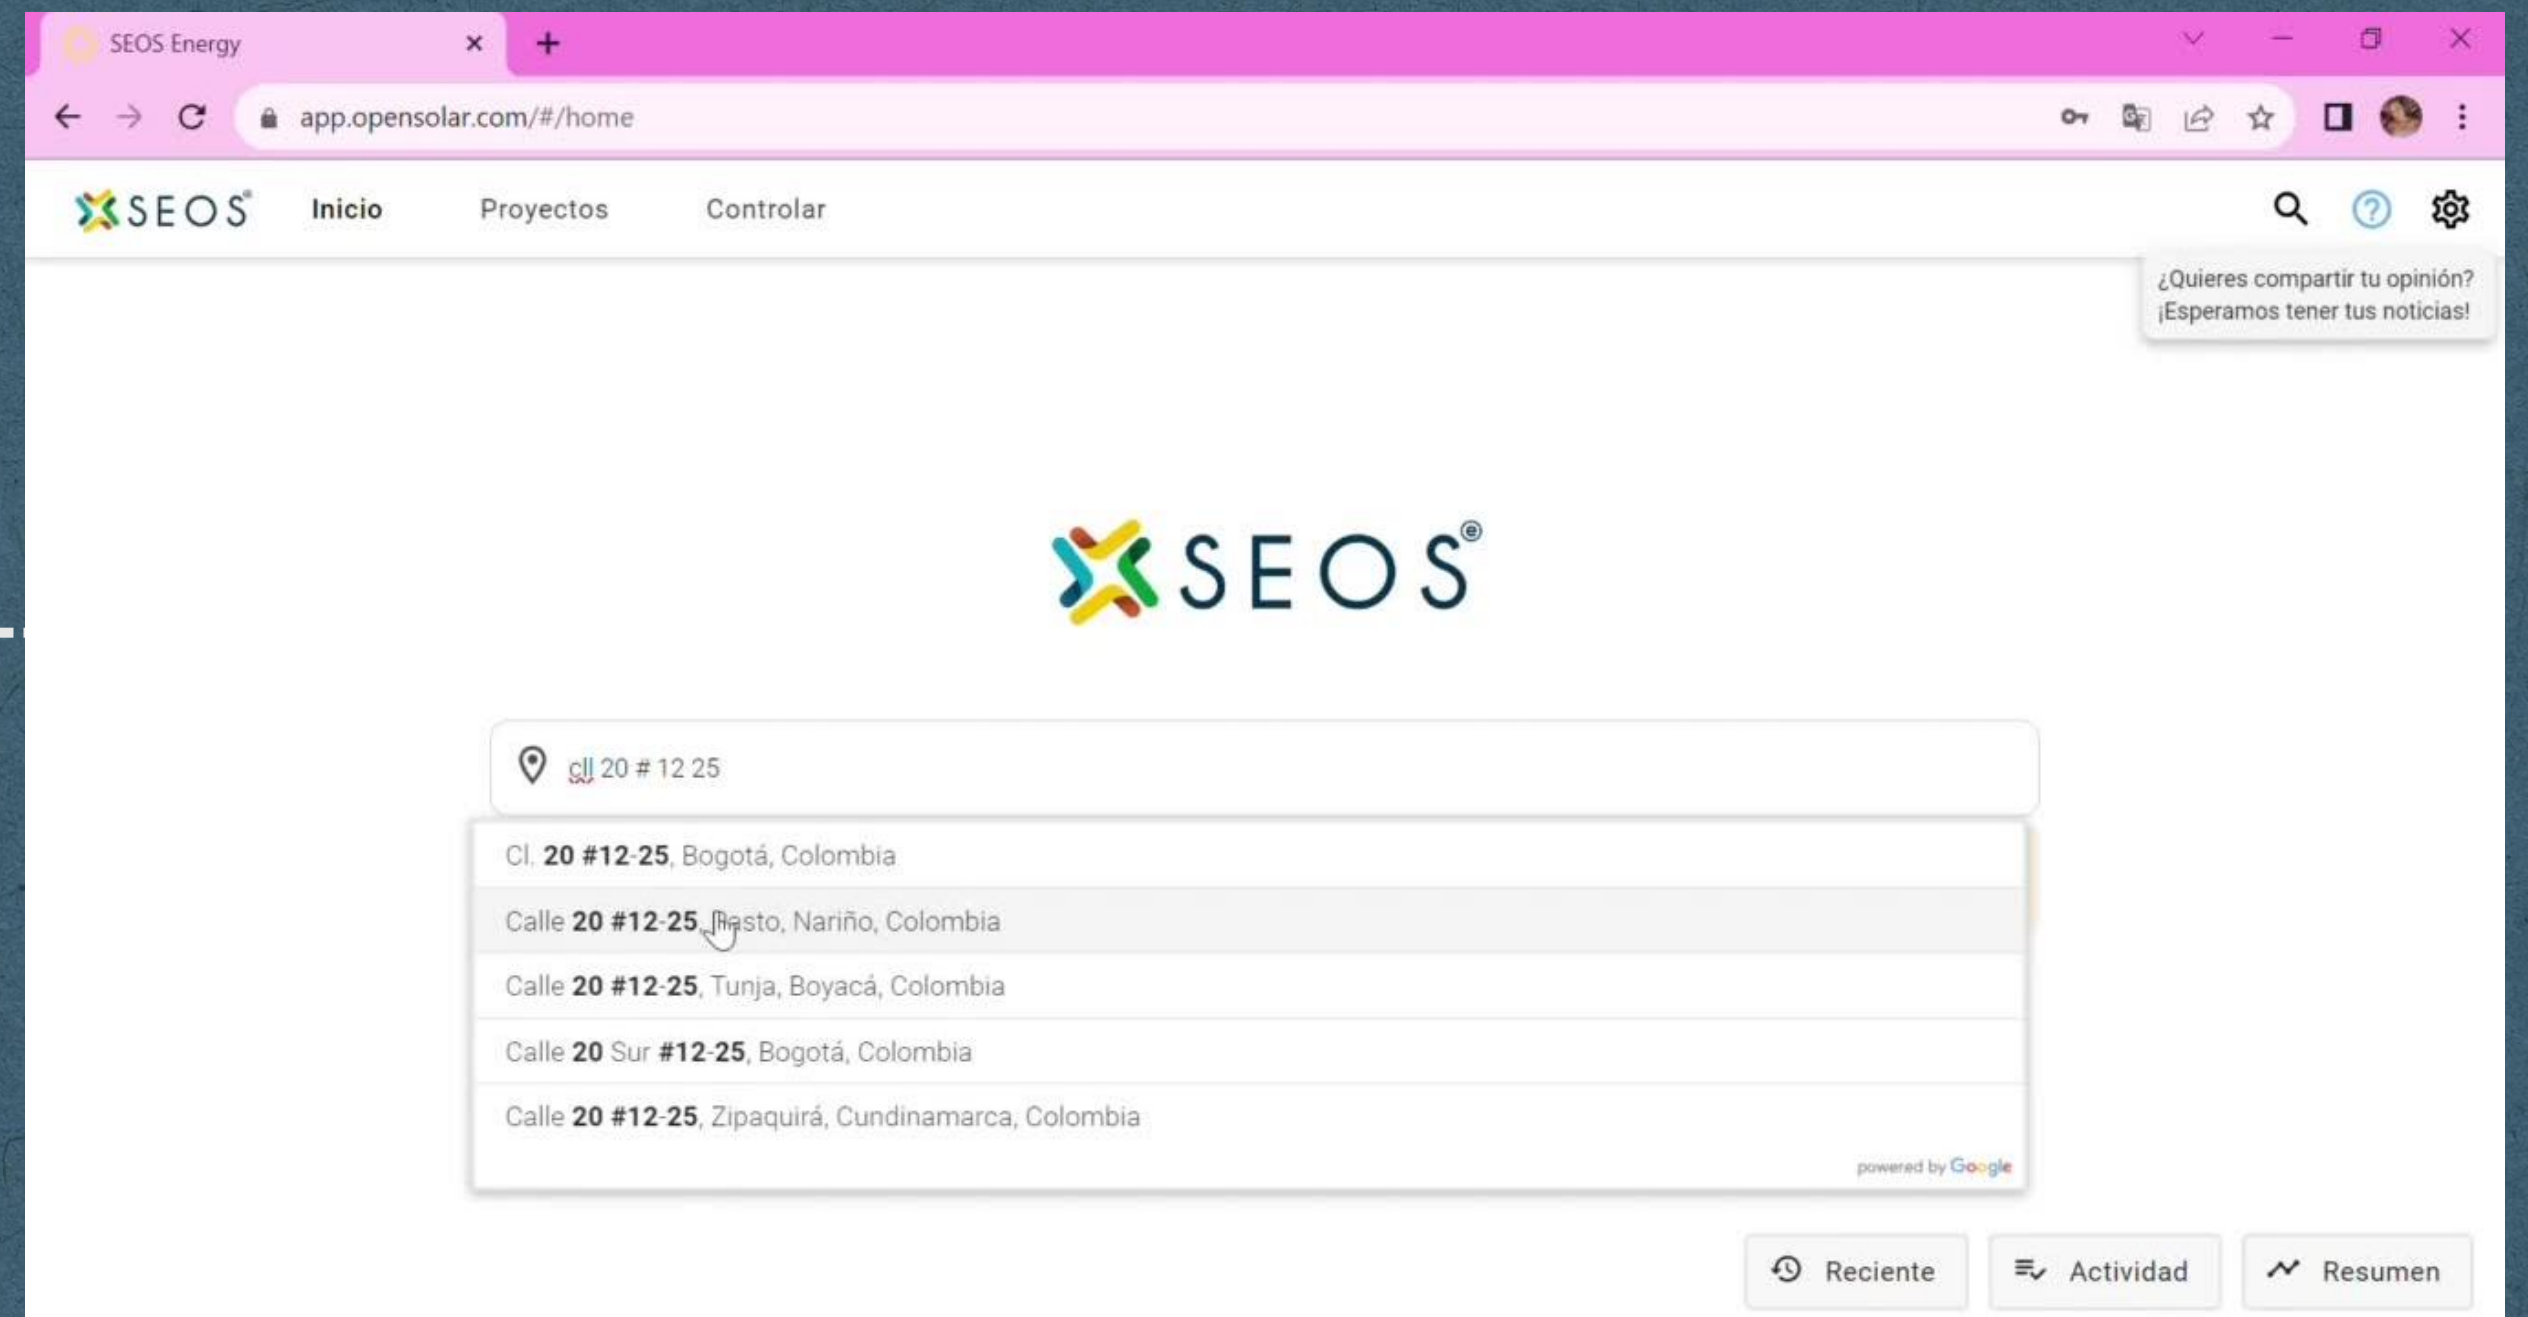 SEOS Energy
app.opensolar.com/#/home
SEOS Inicio Proyectos Controlar
¿Quieres compartir tu opinión?
¡Esperamos tener tus noticias!
SEOS
cll 20 # 12 25
Cl. 20 #12-25, Bogotá, Colombia
Calle 20 #12-25, Pasto, Nariño, Colombia
Calle 20 #12-25, Tunja, Boyacá, Colombia
Calle 20 Sur #12-25, Bogotá, Colombia
Calle 20 #12-25, Zipaquirá, Cundinamarca, Colombia
powered by Google
Reciente Actividad Resumen